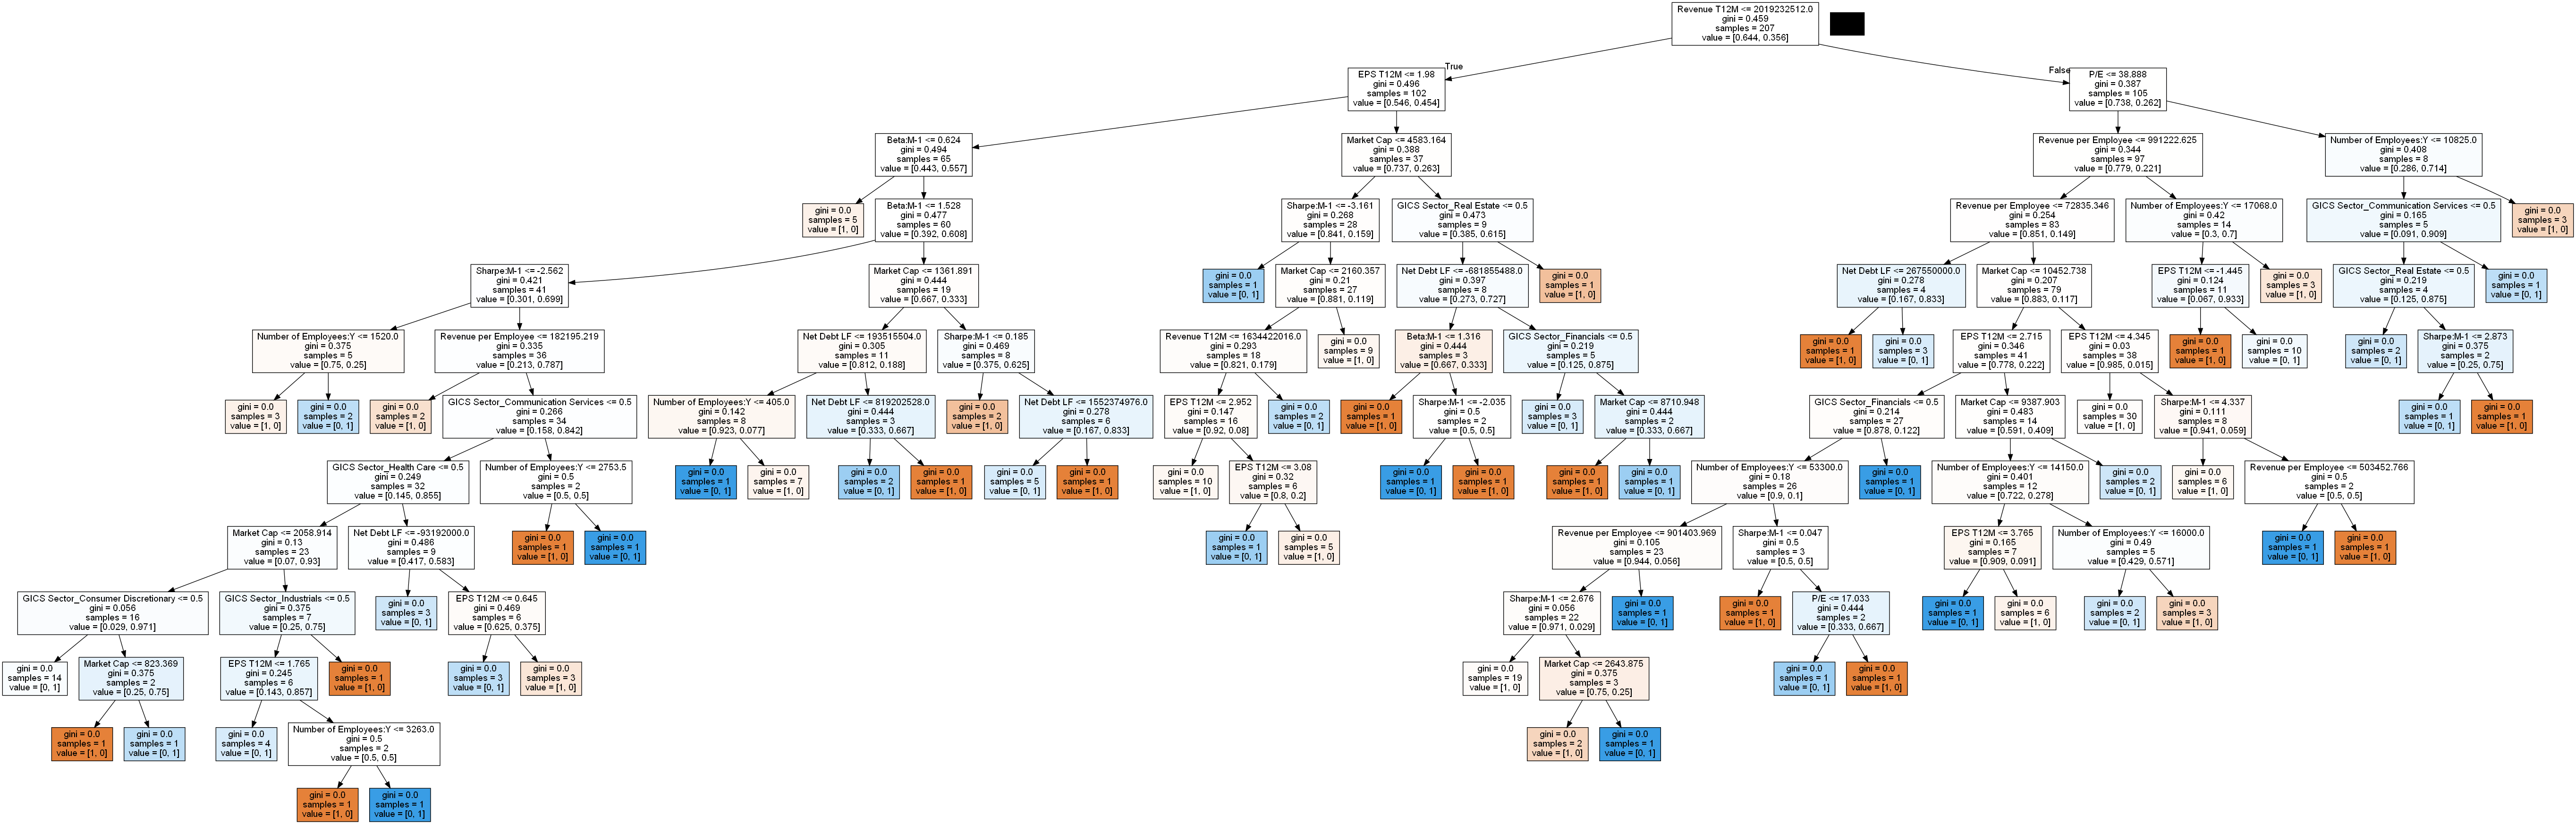 Revenue T12M <= 2019232512.0
gini = 0.459
samples = 207
value = [0.644, 0.356]
True
False
EPS T12M <= 1.98
gini = 0.496
samples = 102
value = [0.546, 0.454]
P/E <= 38.888
gini = 0.387
samples = 105
value = [0.738, 0.262]
Beta:M-1 <= 0.624
gini = 0.494
samples = 65
value = [0.443, 0.557]
Market Cap <= 4583.164
gini = 0.388
samples = 37
value = [0.737, 0.263]
Revenue per Employee <= 991222.625
gini = 0.344
samples = 97
value = [0.779, 0.221]
Number of Employees:Y <= 10825.0
gini = 0.408
samples = 8
value = [0.286, 0.714]
gini = 0.0
samples = 5
value = [1, 0]
Beta:M-1 <= 1.528
gini = 0.477
samples = 60
value = [0.392, 0.608]
Sharpe:M-1 <= -3.161
gini = 0.268
samples = 28
value = [0.841, 0.159]
GICS Sector_Real Estate <= 0.5
gini = 0.473
samples = 9
value = [0.385, 0.615]
Revenue per Employee <= 72835.346
gini = 0.254
samples = 83
value = [0.851, 0.149]
Number of Employees:Y <= 17068.0
gini = 0.42
samples = 14
value = [0.3, 0.7]
GICS Sector_Communication Services <= 0.5
gini = 0.165
samples = 5
value = [0.091, 0.909]
gini = 0.0
samples = 3
value = [1, 0]
Sharpe:M-1 <= -2.562
gini = 0.421
samples = 41
value = [0.301, 0.699]
Market Cap <= 1361.891
gini = 0.444
samples = 19
value = [0.667, 0.333]
gini = 0.0
samples = 1
value = [0, 1]
Market Cap <= 2160.357
gini = 0.21
samples = 27
value = [0.881, 0.119]
Net Debt LF <= -681855488.0
gini = 0.397
samples = 8
value = [0.273, 0.727]
gini = 0.0
samples = 1
value = [1, 0]
Net Debt LF <= 267550000.0
gini = 0.278
samples = 4
value = [0.167, 0.833]
Market Cap <= 10452.738
gini = 0.207
samples = 79
value = [0.883, 0.117]
EPS T12M <= -1.445
gini = 0.124
samples = 11
value = [0.067, 0.933]
gini = 0.0
samples = 3
value = [1, 0]
GICS Sector_Real Estate <= 0.5
gini = 0.219
samples = 4
value = [0.125, 0.875]
gini = 0.0
samples = 1
value = [0, 1]
Number of Employees:Y <= 1520.0
gini = 0.375
samples = 5
value = [0.75, 0.25]
Revenue per Employee <= 182195.219
gini = 0.335
samples = 36
value = [0.213, 0.787]
Net Debt LF <= 193515504.0
gini = 0.305
samples = 11
value = [0.812, 0.188]
Sharpe:M-1 <= 0.185
gini = 0.469
samples = 8
value = [0.375, 0.625]
Revenue T12M <= 1634422016.0
gini = 0.293
samples = 18
value = [0.821, 0.179]
gini = 0.0
samples = 9
value = [1, 0]
Beta:M-1 <= 1.316
gini = 0.444
samples = 3
value = [0.667, 0.333]
GICS Sector_Financials <= 0.5
gini = 0.219
samples = 5
value = [0.125, 0.875]
gini = 0.0
samples = 1
value = [1, 0]
gini = 0.0
samples = 3
value = [0, 1]
EPS T12M <= 2.715
gini = 0.346
samples = 41
value = [0.778, 0.222]
EPS T12M <= 4.345
gini = 0.03
samples = 38
value = [0.985, 0.015]
gini = 0.0
samples = 1
value = [1, 0]
gini = 0.0
samples = 10
value = [0, 1]
gini = 0.0
samples = 2
value = [0, 1]
Sharpe:M-1 <= 2.873
gini = 0.375
samples = 2
value = [0.25, 0.75]
gini = 0.0
samples = 3
value = [1, 0]
gini = 0.0
samples = 2
value = [0, 1]
gini = 0.0
samples = 2
value = [1, 0]
GICS Sector_Communication Services <= 0.5
gini = 0.266
samples = 34
value = [0.158, 0.842]
Number of Employees:Y <= 405.0
gini = 0.142
samples = 8
value = [0.923, 0.077]
Net Debt LF <= 819202528.0
gini = 0.444
samples = 3
value = [0.333, 0.667]
gini = 0.0
samples = 2
value = [1, 0]
Net Debt LF <= 1552374976.0
gini = 0.278
samples = 6
value = [0.167, 0.833]
EPS T12M <= 2.952
gini = 0.147
samples = 16
value = [0.92, 0.08]
gini = 0.0
samples = 2
value = [0, 1]
gini = 0.0
samples = 1
value = [1, 0]
Sharpe:M-1 <= -2.035
gini = 0.5
samples = 2
value = [0.5, 0.5]
gini = 0.0
samples = 3
value = [0, 1]
Market Cap <= 8710.948
gini = 0.444
samples = 2
value = [0.333, 0.667]
GICS Sector_Financials <= 0.5
gini = 0.214
samples = 27
value = [0.878, 0.122]
Market Cap <= 9387.903
gini = 0.483
samples = 14
value = [0.591, 0.409]
gini = 0.0
samples = 30
value = [1, 0]
Sharpe:M-1 <= 4.337
gini = 0.111
samples = 8
value = [0.941, 0.059]
gini = 0.0
samples = 1
value = [0, 1]
gini = 0.0
samples = 1
value = [1, 0]
GICS Sector_Health Care <= 0.5
gini = 0.249
samples = 32
value = [0.145, 0.855]
Number of Employees:Y <= 2753.5
gini = 0.5
samples = 2
value = [0.5, 0.5]
gini = 0.0
samples = 1
value = [0, 1]
gini = 0.0
samples = 7
value = [1, 0]
gini = 0.0
samples = 2
value = [0, 1]
gini = 0.0
samples = 1
value = [1, 0]
gini = 0.0
samples = 5
value = [0, 1]
gini = 0.0
samples = 1
value = [1, 0]
gini = 0.0
samples = 10
value = [1, 0]
EPS T12M <= 3.08
gini = 0.32
samples = 6
value = [0.8, 0.2]
gini = 0.0
samples = 1
value = [0, 1]
gini = 0.0
samples = 1
value = [1, 0]
gini = 0.0
samples = 1
value = [1, 0]
gini = 0.0
samples = 1
value = [0, 1]
Number of Employees:Y <= 53300.0
gini = 0.18
samples = 26
value = [0.9, 0.1]
gini = 0.0
samples = 1
value = [0, 1]
Number of Employees:Y <= 14150.0
gini = 0.401
samples = 12
value = [0.722, 0.278]
gini = 0.0
samples = 2
value = [0, 1]
gini = 0.0
samples = 6
value = [1, 0]
Revenue per Employee <= 503452.766
gini = 0.5
samples = 2
value = [0.5, 0.5]
Market Cap <= 2058.914
gini = 0.13
samples = 23
value = [0.07, 0.93]
Net Debt LF <= -93192000.0
gini = 0.486
samples = 9
value = [0.417, 0.583]
gini = 0.0
samples = 1
value = [1, 0]
gini = 0.0
samples = 1
value = [0, 1]
gini = 0.0
samples = 1
value = [0, 1]
gini = 0.0
samples = 5
value = [1, 0]
Revenue per Employee <= 901403.969
gini = 0.105
samples = 23
value = [0.944, 0.056]
Sharpe:M-1 <= 0.047
gini = 0.5
samples = 3
value = [0.5, 0.5]
EPS T12M <= 3.765
gini = 0.165
samples = 7
value = [0.909, 0.091]
Number of Employees:Y <= 16000.0
gini = 0.49
samples = 5
value = [0.429, 0.571]
gini = 0.0
samples = 1
value = [0, 1]
gini = 0.0
samples = 1
value = [1, 0]
GICS Sector_Consumer Discretionary <= 0.5
gini = 0.056
samples = 16
value = [0.029, 0.971]
GICS Sector_Industrials <= 0.5
gini = 0.375
samples = 7
value = [0.25, 0.75]
gini = 0.0
samples = 3
value = [0, 1]
EPS T12M <= 0.645
gini = 0.469
samples = 6
value = [0.625, 0.375]
Sharpe:M-1 <= 2.676
gini = 0.056
samples = 22
value = [0.971, 0.029]
gini = 0.0
samples = 1
value = [0, 1]
gini = 0.0
samples = 1
value = [1, 0]
P/E <= 17.033
gini = 0.444
samples = 2
value = [0.333, 0.667]
gini = 0.0
samples = 1
value = [0, 1]
gini = 0.0
samples = 6
value = [1, 0]
gini = 0.0
samples = 2
value = [0, 1]
gini = 0.0
samples = 3
value = [1, 0]
gini = 0.0
samples = 14
value = [0, 1]
Market Cap <= 823.369
gini = 0.375
samples = 2
value = [0.25, 0.75]
EPS T12M <= 1.765
gini = 0.245
samples = 6
value = [0.143, 0.857]
gini = 0.0
samples = 1
value = [1, 0]
gini = 0.0
samples = 3
value = [0, 1]
gini = 0.0
samples = 3
value = [1, 0]
gini = 0.0
samples = 19
value = [1, 0]
Market Cap <= 2643.875
gini = 0.375
samples = 3
value = [0.75, 0.25]
gini = 0.0
samples = 1
value = [0, 1]
gini = 0.0
samples = 1
value = [1, 0]
gini = 0.0
samples = 1
value = [1, 0]
gini = 0.0
samples = 1
value = [0, 1]
gini = 0.0
samples = 4
value = [0, 1]
Number of Employees:Y <= 3263.0
gini = 0.5
samples = 2
value = [0.5, 0.5]
gini = 0.0
samples = 2
value = [1, 0]
gini = 0.0
samples = 1
value = [0, 1]
gini = 0.0
samples = 1
value = [1, 0]
gini = 0.0
samples = 1
value = [0, 1]